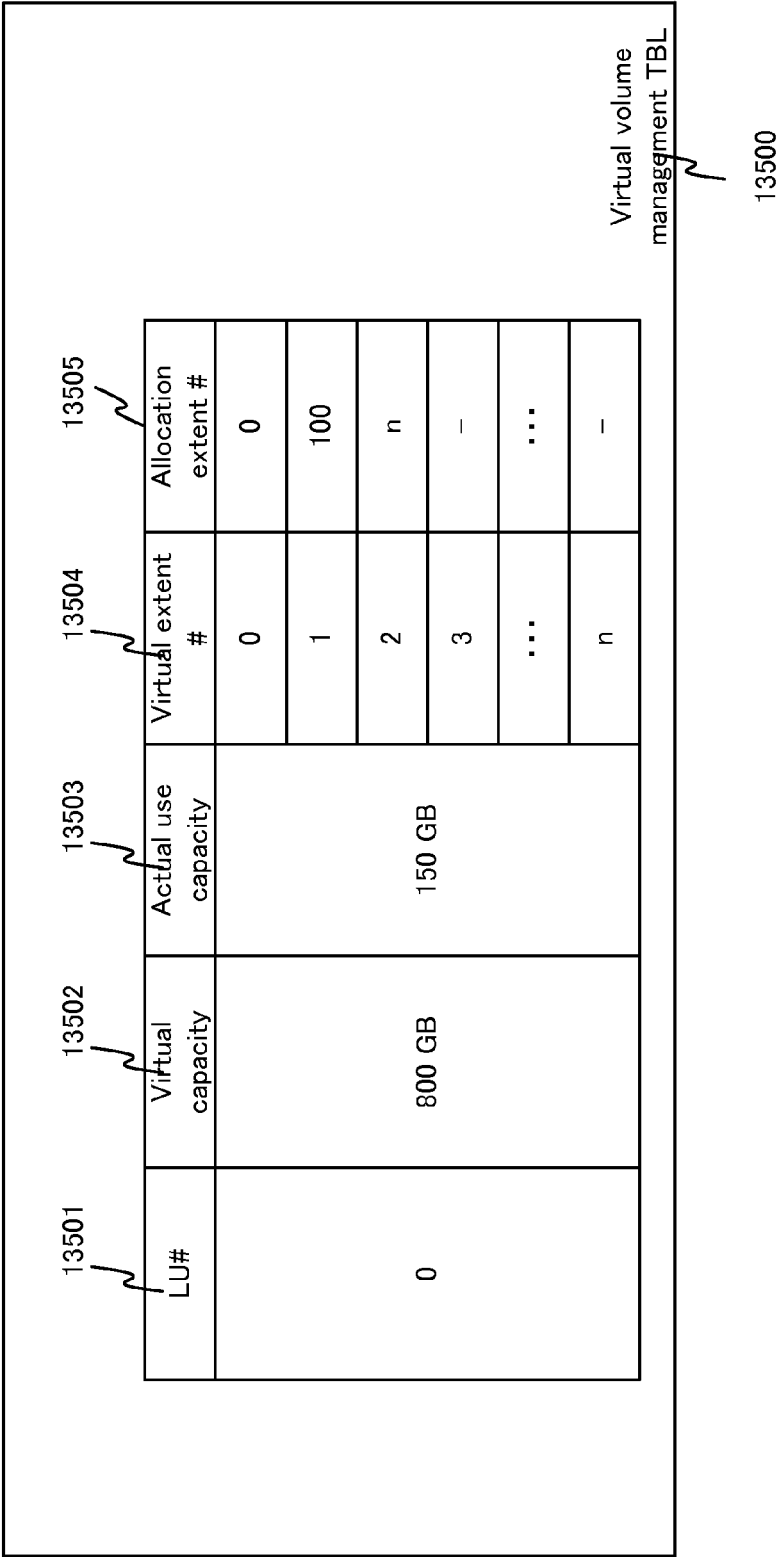 13501
13502
13503
13504
13505
LU#
Virtual
capacity
Actual use
capacity
Virtual extent
#
Allocation
extent #
0
800 GB
150 GB
0
0
1
100
2
n
3
–
...
...
n
–
Virtual volume
management TBL
13500